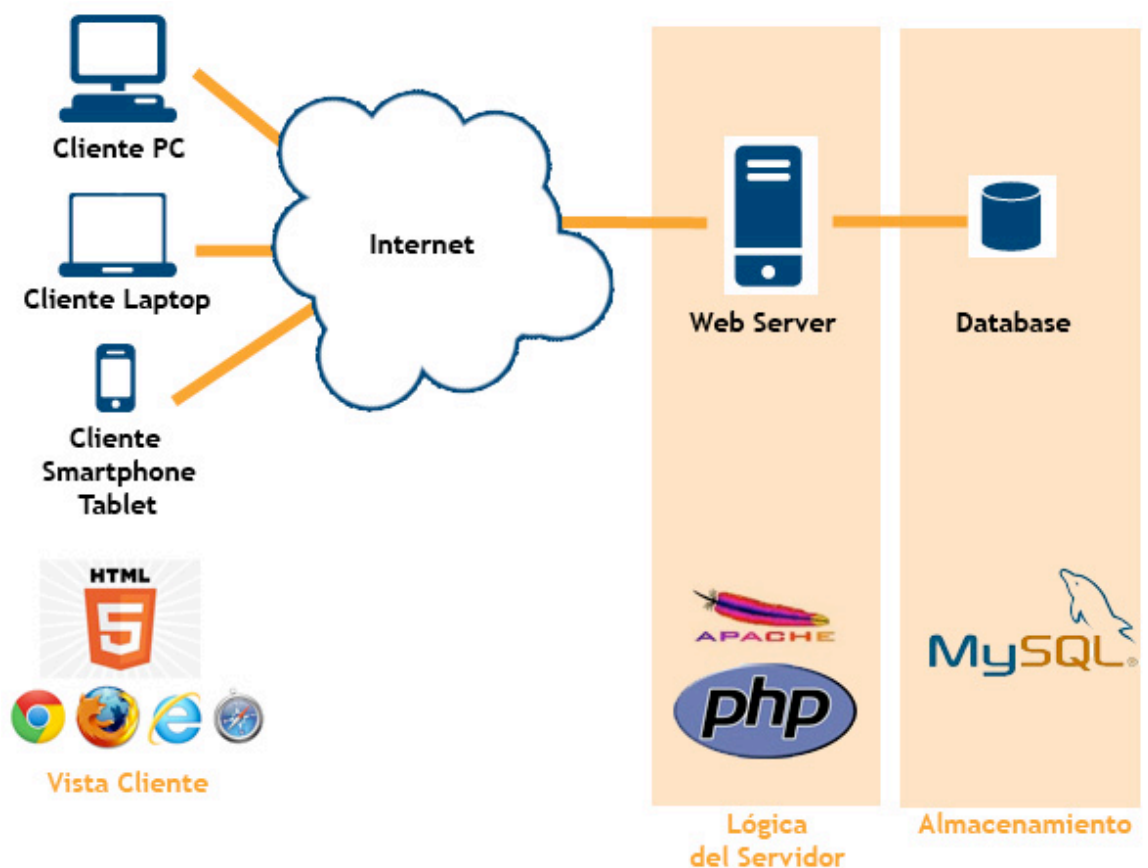 Cliente PC
Cliente Laptop
Cliente
Smartphone
Tablet
HTML
5
Vista Cliente
Internet
Web Server
APACHE
php
Lógica
del Servidor
Database
MySQL®
Almacenamiento